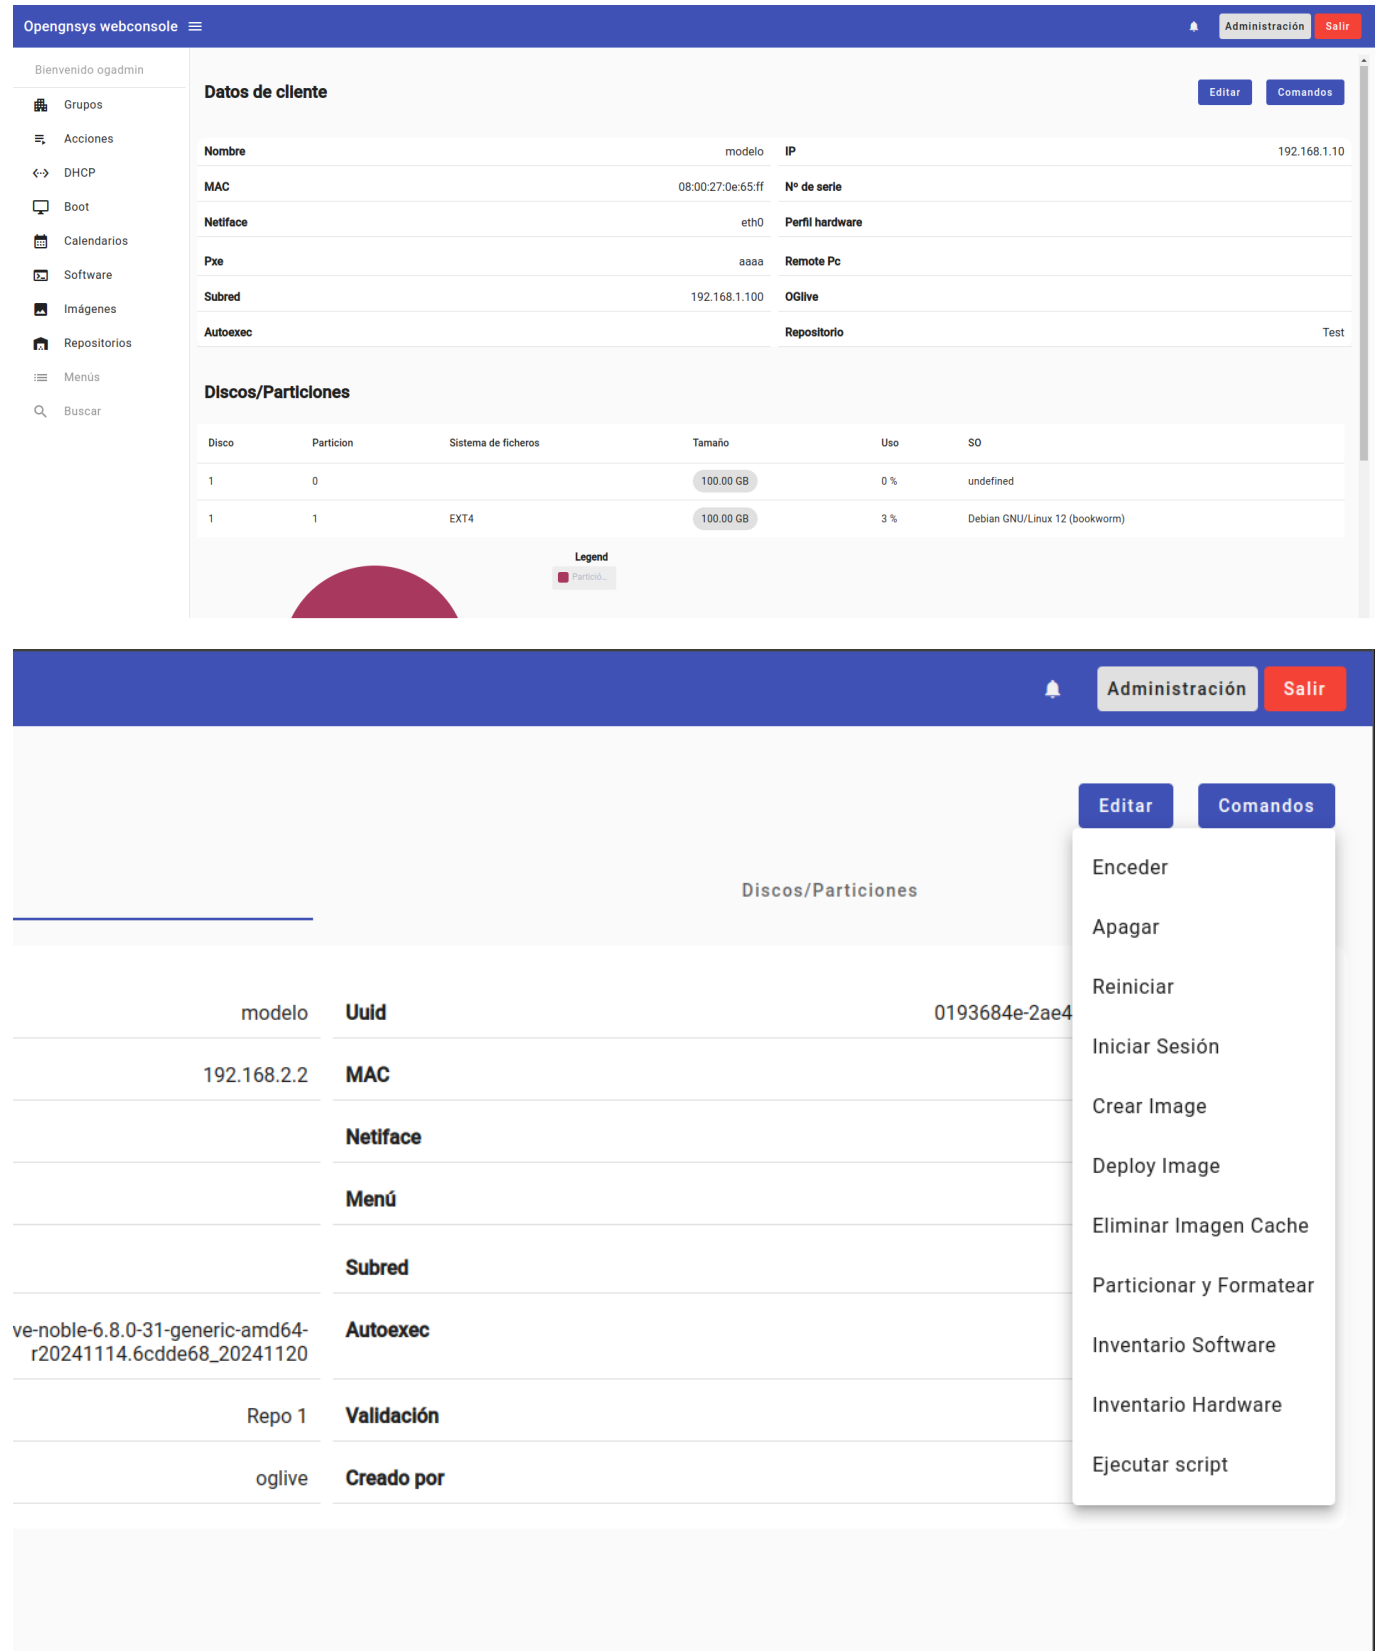 Opengnsys webconsole
Administración
Salir
Bienvenido ogadmin
Grupos
Acciones
DHCP
Boot
Calendarios
Software
Imágenes
Repositorios
Menús
Buscar
Datos de cliente
Editar
Comandos
Nombre modelo IP 192.168.1.10
MAC 08:00:27:0e:65:ff Nº de serie
Netiface eth0 Perfil hardware
Pxe aaaa Remote Pc
Subred 192.168.1.100 OGlive
Autoexec Repositorio Test
Discos/Particiones
Disco Particion Sistema de ficheros Tamaño Uso SO
1 0 100.00 GB 0 % undefined
1 1 EXT4 100.00 GB 3 % Debian GNU/Linux 12 (bookworm)
Legend
Partició...
Administración
Salir
Editar
Comandos
Discos/Particiones
modelo Uuid 0193684e-2ae4
192.168.2.2 MAC
Netiface
Menú
Subred
ve-noble-6.8.0-31-generic-amd64-
r20241114.6cdde68_20241120
Autoexec
Repo 1 Validación
oglive Creado por
Enceder
Apagar
Reiniciar
Iniciar Sesión
Crear Image
Deploy Image
Eliminar Imagen Cache
Particionar y Formatear
Inventario Software
Inventario Hardware
Ejecutar script